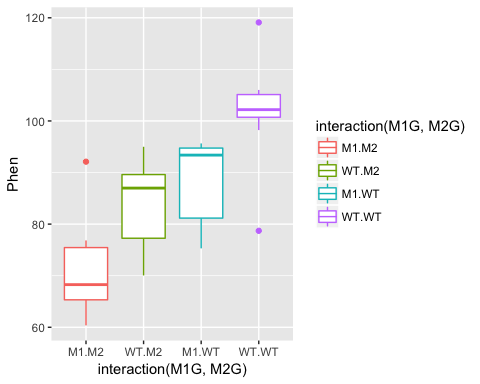 120
100
80
60
Phen
M1.M2
WT.M2
M1.WT
WT.WT
interaction(M1G, M2G)
interaction(M1G, M2G)
M1.M2
WT.M2
M1.WT
WT.WT